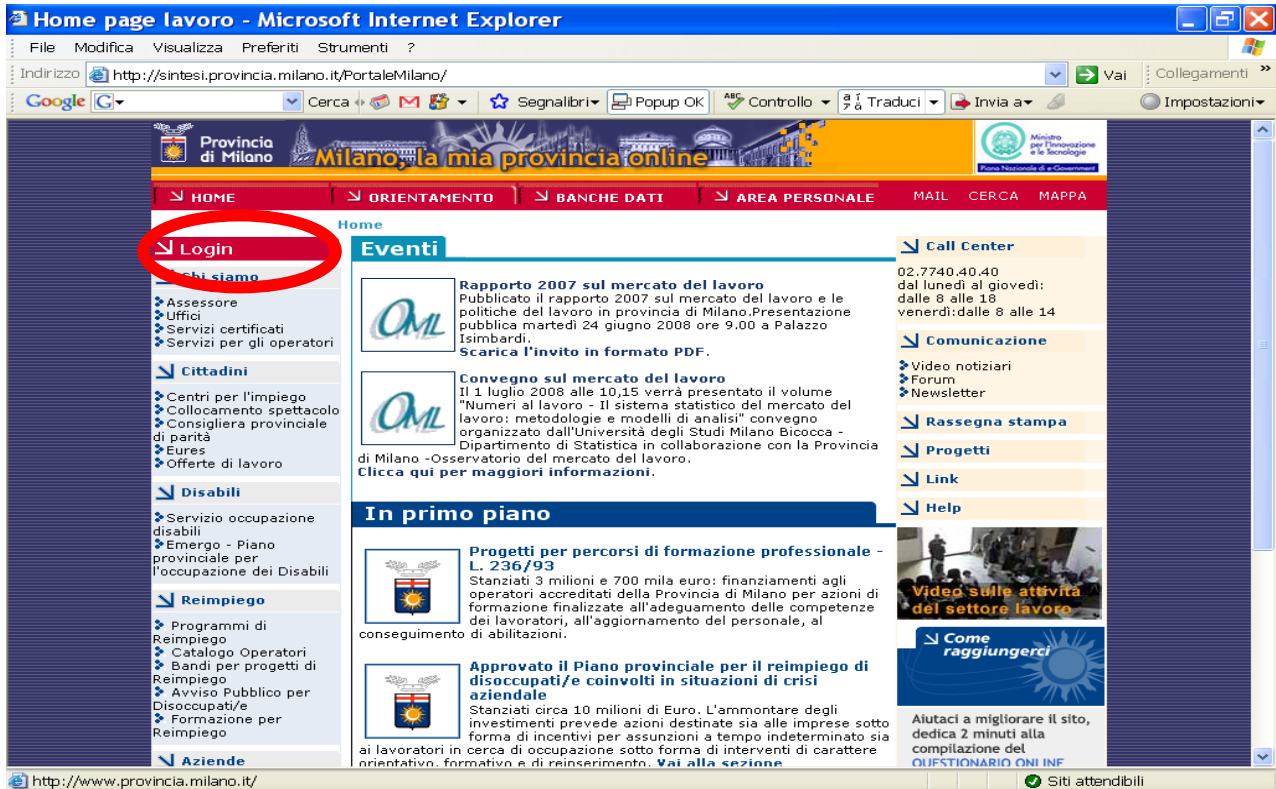 Home page lavoro - Microsoft Internet Explorer
File Modifica Visualizza Preferiti Strumenti ?
Indirizzo http://sintesi.provincia.milano.it/PortaleMilano/ Vai Collegamenti »
Google G Cerca Segnalibri Popup OK Controllo Traduci Invia a Impostazioni
Provincia
di Milano
Milano, la mia provincia online
Ministro
per l'Innovazione
e le Tecnologie
Piano Nazionale di e-Government
HOME ORIENTAMENTO BANCHE DATI AREA PERSONALE MAIL CERCA MAPPA
Home
Login
Chi siamo
Assessore
Uffici
Servizi certificati
Servizi per gli operatori
Cittadini
Centri per l'impiego
Collocamento spettacolo
Consigliera provinciale
di parità
Eures
Offerte di lavoro
Disabili
Servizio occupazione
disabili
Emergo - Piano
provinciale per
l'occupazione dei Disabili
Reimpiego
Programmi di
Reimpiego
Catalogo Operatori
Bandi per progetti di
Reimpiego
Avviso Pubblico per
Disoccupati/e
Formazione per
Reimpiego
Aziende
Eventi
OML
Rapporto 2007 sul mercato del lavoro
Pubblicato il rapporto 2007 sul mercato del lavoro e le
politiche del lavoro in provincia di Milano.Presentazione
pubblica martedì 24 giugno 2008 ore 9.00 a Palazzo
Isimbardi.
Scarica l'invito in formato PDF.
OML
Convegno sul mercato del lavoro
Il 1 luglio 2008 alle 10,15 verrà presentato il volume
"Numeri al lavoro - Il sistema statistico del mercato del
lavoro: metodologie e modelli di analisi" convegno
organizzato dall'Università degli Studi Milano Bicocca -
Dipartimento di Statistica in collaborazione con la Provincia
di Milano -Osservatorio del mercato del lavoro.
Clicca qui per maggiori informazioni.
In primo piano
Progetti per percorsi di formazione professionale -
L. 236/93
Stanziati 3 milioni e 700 mila euro: finanziamenti agli
operatori accreditati della Provincia di Milano per azioni di
formazione finalizzate all'adeguamento delle competenze
dei lavoratori, all'aggiornamento del personale, al
conseguimento di abilitazioni.
Approvato il Piano provinciale per il reimpiego di
disoccupati/e coinvolti in situazioni di crisi
aziendale
Stanziati circa 10 milioni di Euro. L'ammontare degli
investimenti prevede azioni destinate sia alle imprese sotto
forma di incentivi per assunzioni a tempo indeterminato sia
ai lavoratori in cerca di occupazione sotto forma di interventi di carattere
orientativo, formativo e di reinserimento. Vai alla sezione
Call Center
02.7740.40.40
dal lunedì al giovedì:
dalle 8 alle 18
venerdì:dalle 8 alle 14
Comunicazione
Video notiziari
Forum
Newsletter
Rassegna stampa
Progetti
Link
Help
Video sulle attività
del settore lavoro
Come
raggiungerci
Aiutaci a migliorare il sito,
dedica 2 minuti alla
compilazione del
QUESTIONARIO ONLINE
http://www.provincia.milano.it/ Siti attendibili